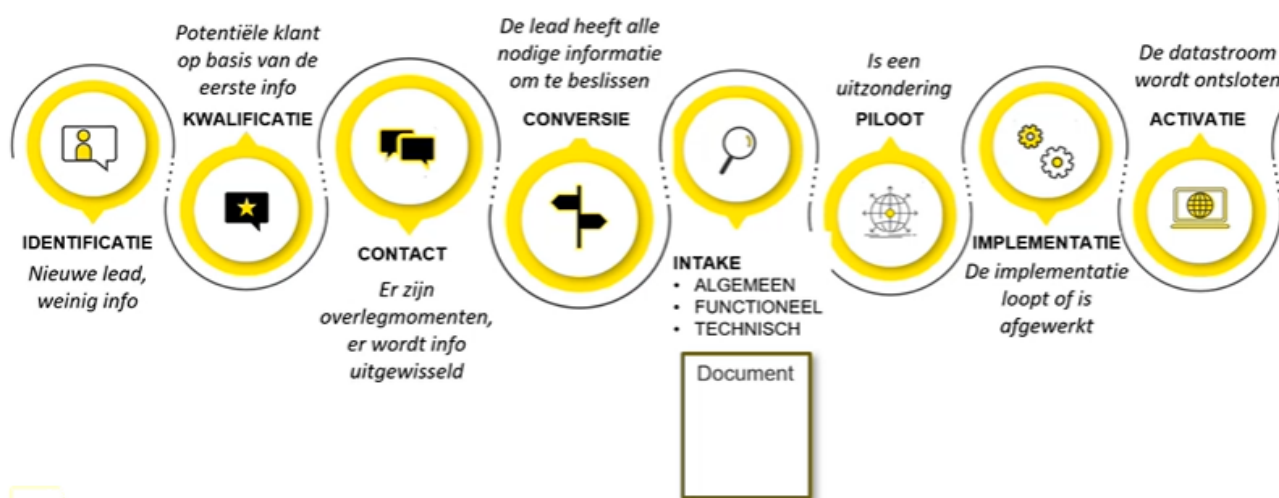 IDENTIFICATIE
Nieuwe lead,
weinig info
Potentiële klant
op basis van de
eerste info
KWALIFICATIE
CONTACT
Er zijn
overlegmomenten,
er wordt info
uitgewisseld
De lead heeft alle
nodige informatie
om te beslissen
CONVERSIE
INTAKE
• ALGEMEEN
• FUNCTIONEEL
• TECHNISCH
Document
Is een
uitzondering
PILOOT
IMPLEMENTATIE
De implementatie
loopt of is
afgewerkt
De datastroom
wordt ontsloten
ACTIVATIE